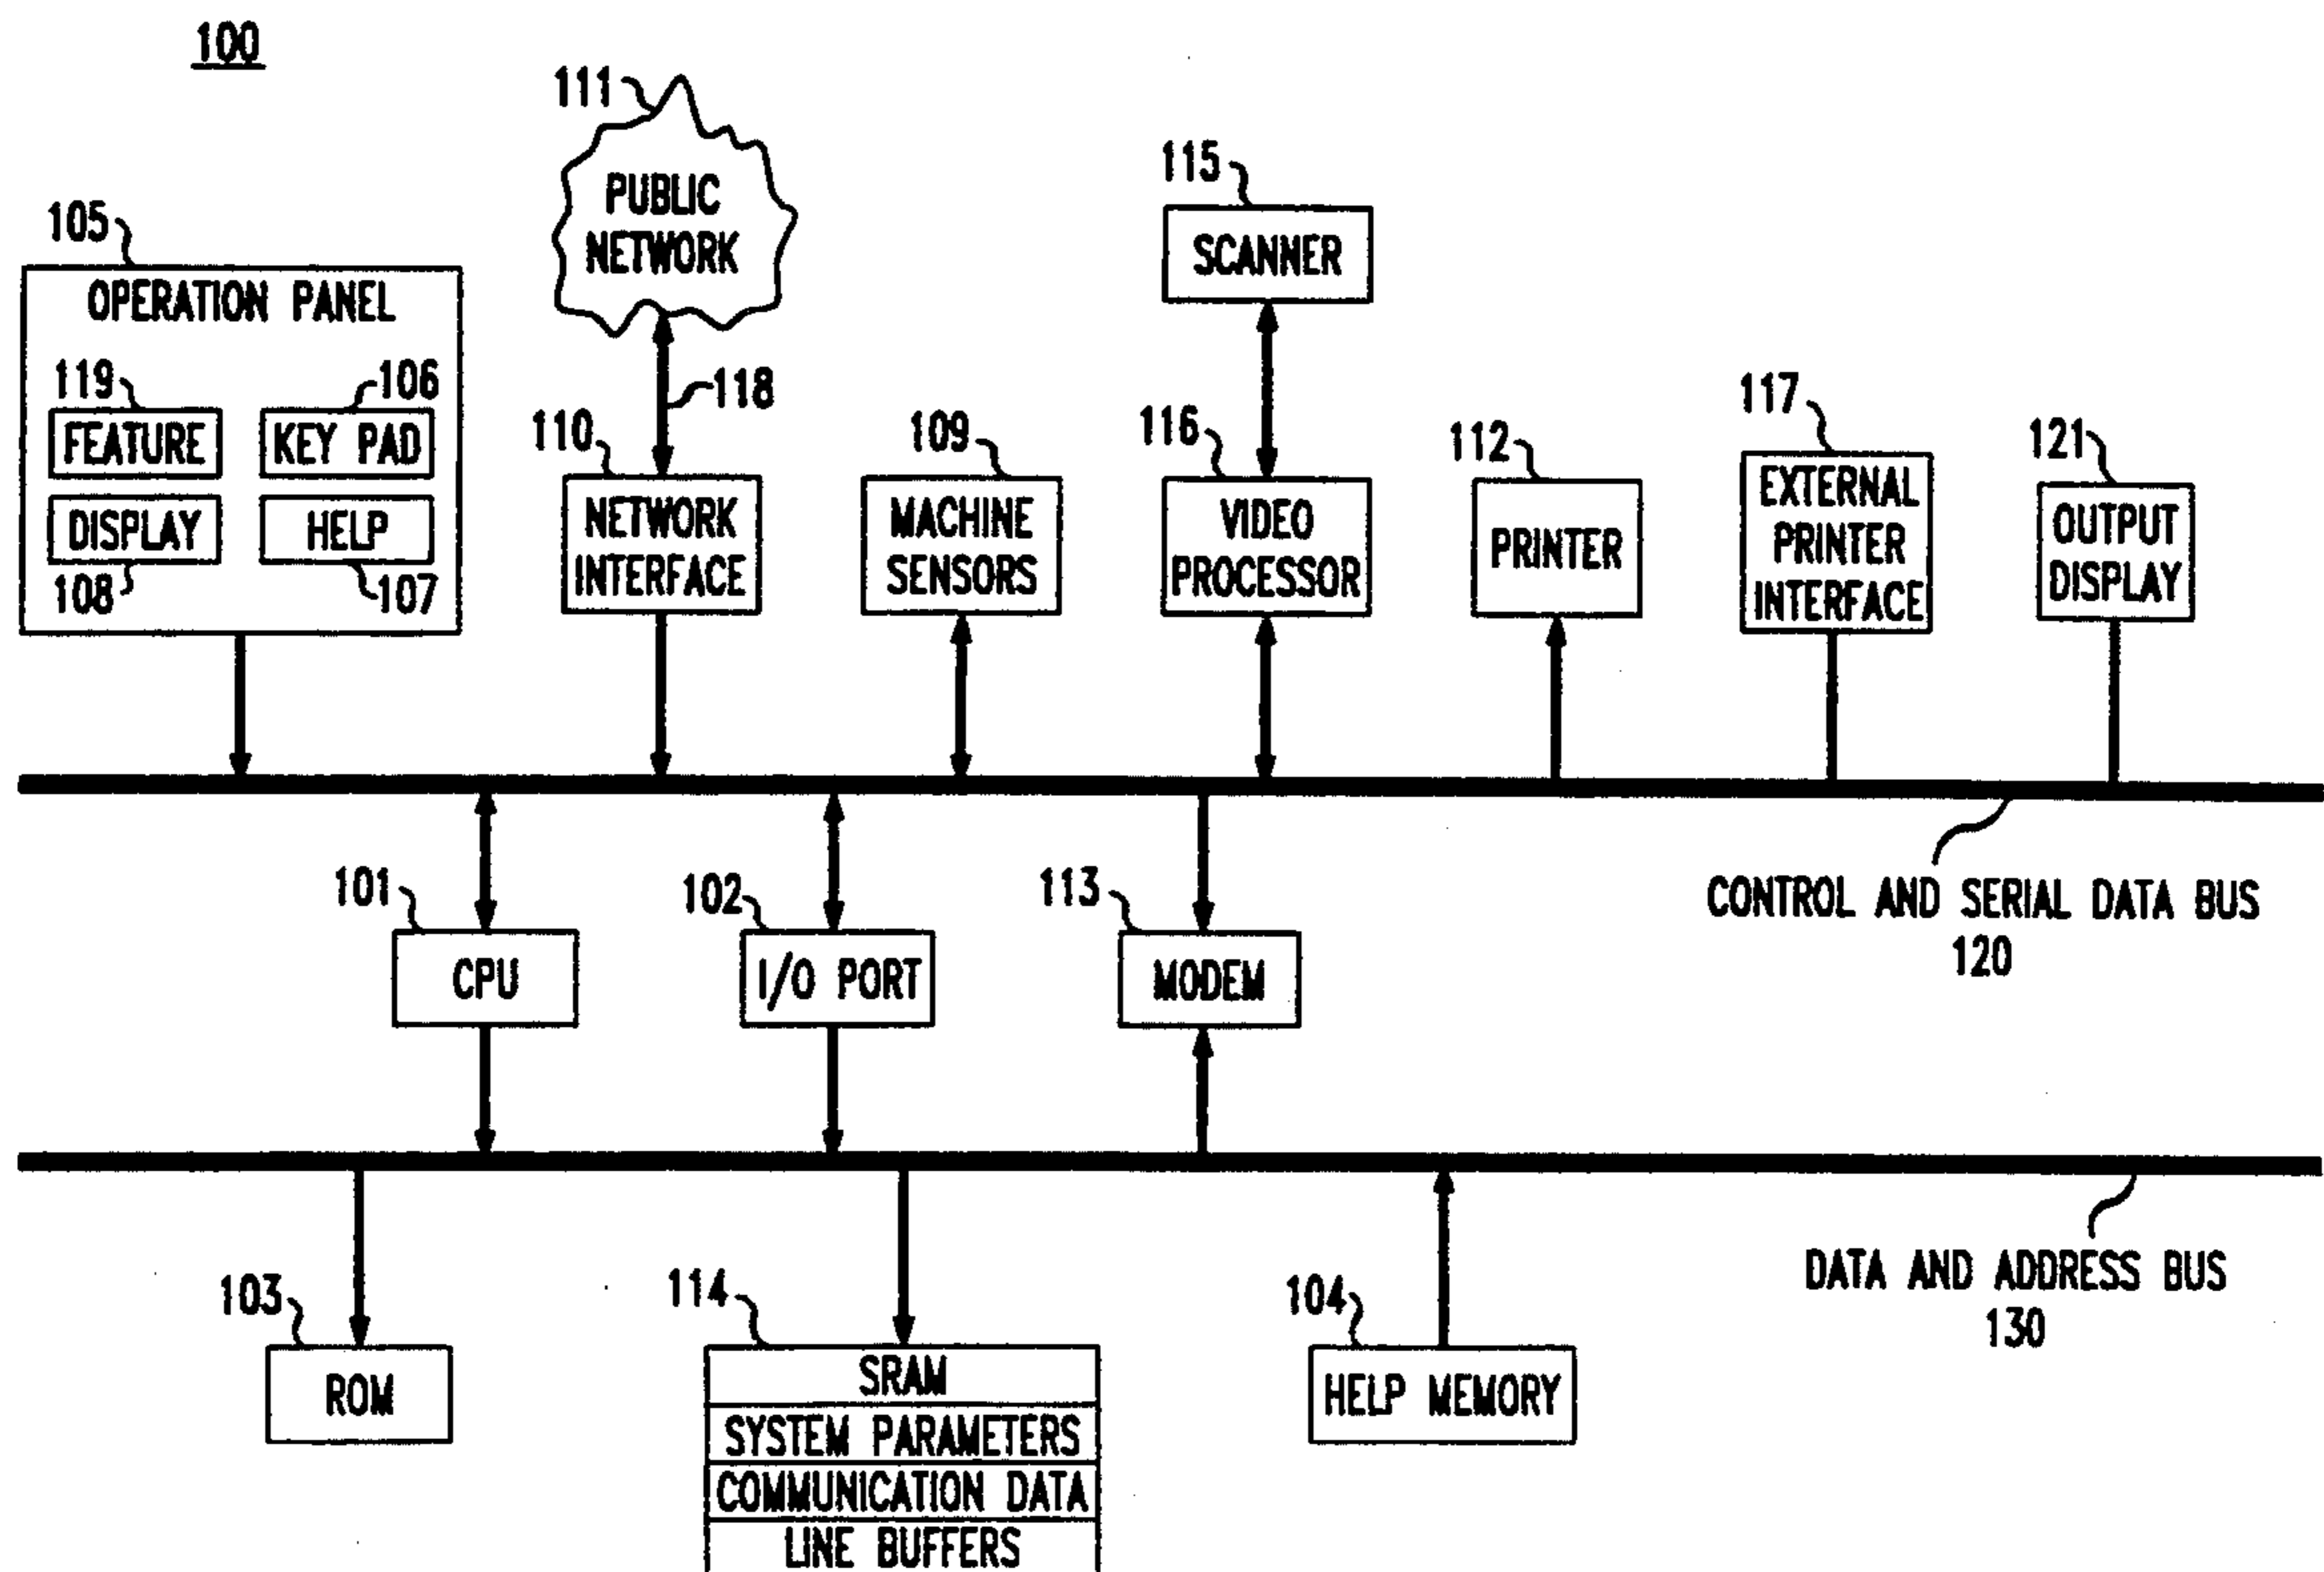 100
111
PUBLIC
NETWORK
115
SCANNER
105
OPERATION PANEL
119
FEATURE
106
KEY PAD
DISPLAY
108
HELP
107
118
110
NETWORK
INTERFACE
109
MACHINE
SENSORS
116
VIDEO
PROCESSOR
112
PRINTER
117
EXTERNAL
PRINTER
INTERFACE
121
OUTPUT
DISPLAY
101
CPU
102
I/O PORT
113
MODEM
CONTROL AND SERIAL DATA BUS
120
103
ROM
114
SRAM
SYSTEM PARAMETERS
COMMUNICATION DATA
LINE BUFFERS
104
HELP MEMORY
DATA AND ADDRESS BUS
130